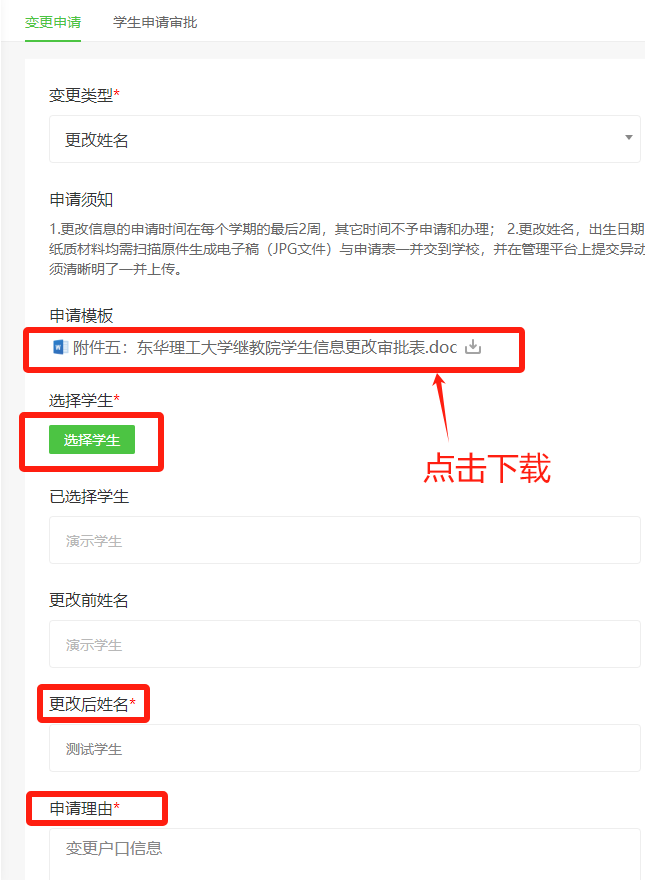 变更申请 学生申请审批
变更类型*
更改姓名
申请须知
1.更改信息的申请时间在每个学期的最后2周，其它时间不予申请和办理； 2.更改姓名，出生日期
纸质材料均需扫描原件生成电子稿（JPG文件）与申请表一并交到学校，并在管理平台上提交异动
须清晰明了一并上传。
申请模板
附件五：东华理工大学继教院学生信息更改审批表.doc
选择学生*
选择学生
点击下载
已选择学生
演示学生
更改前姓名
演示学生
更改后姓名*
测试学生
申请理由*
变更户口信息